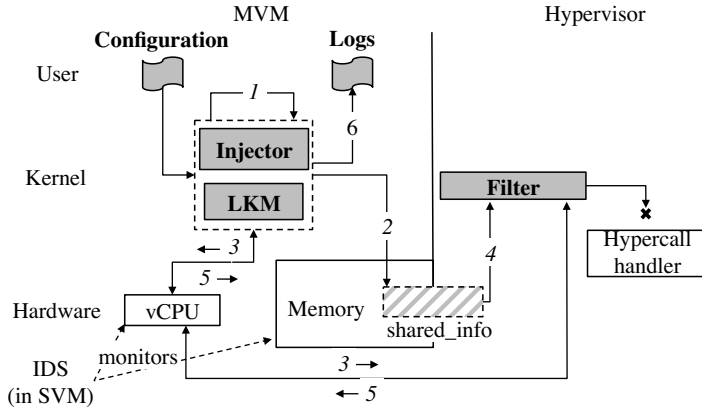 MVM
Hypervisor
Configuration
Logs
User
1
6
Injector
Kernel
LKM
Filter
2
3
5
4
Hypercall
handler
Hardware
vCPU
Memory
shared_info
monitors
IDS
(in SVM)
3
5